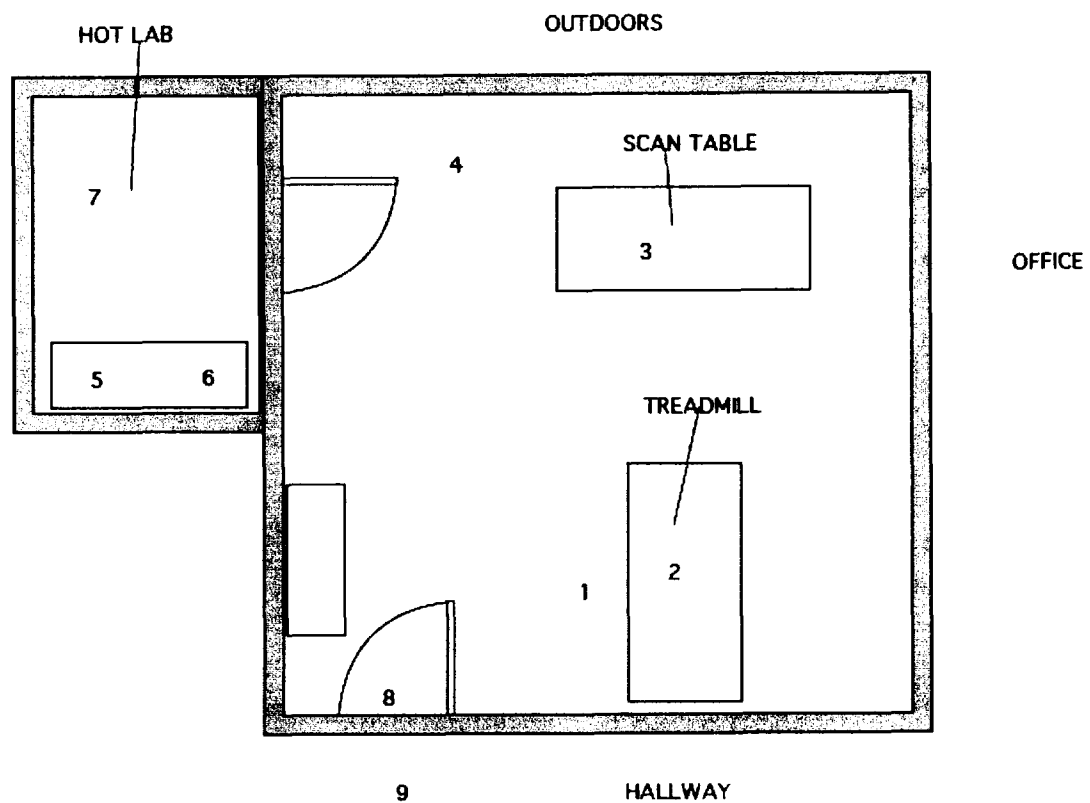 OUTDOORS
HOT LAB
SCAN TABLE
4
7
3
OFFICE
5 6
TREADMILL
2
1
8
9 HALLWAY